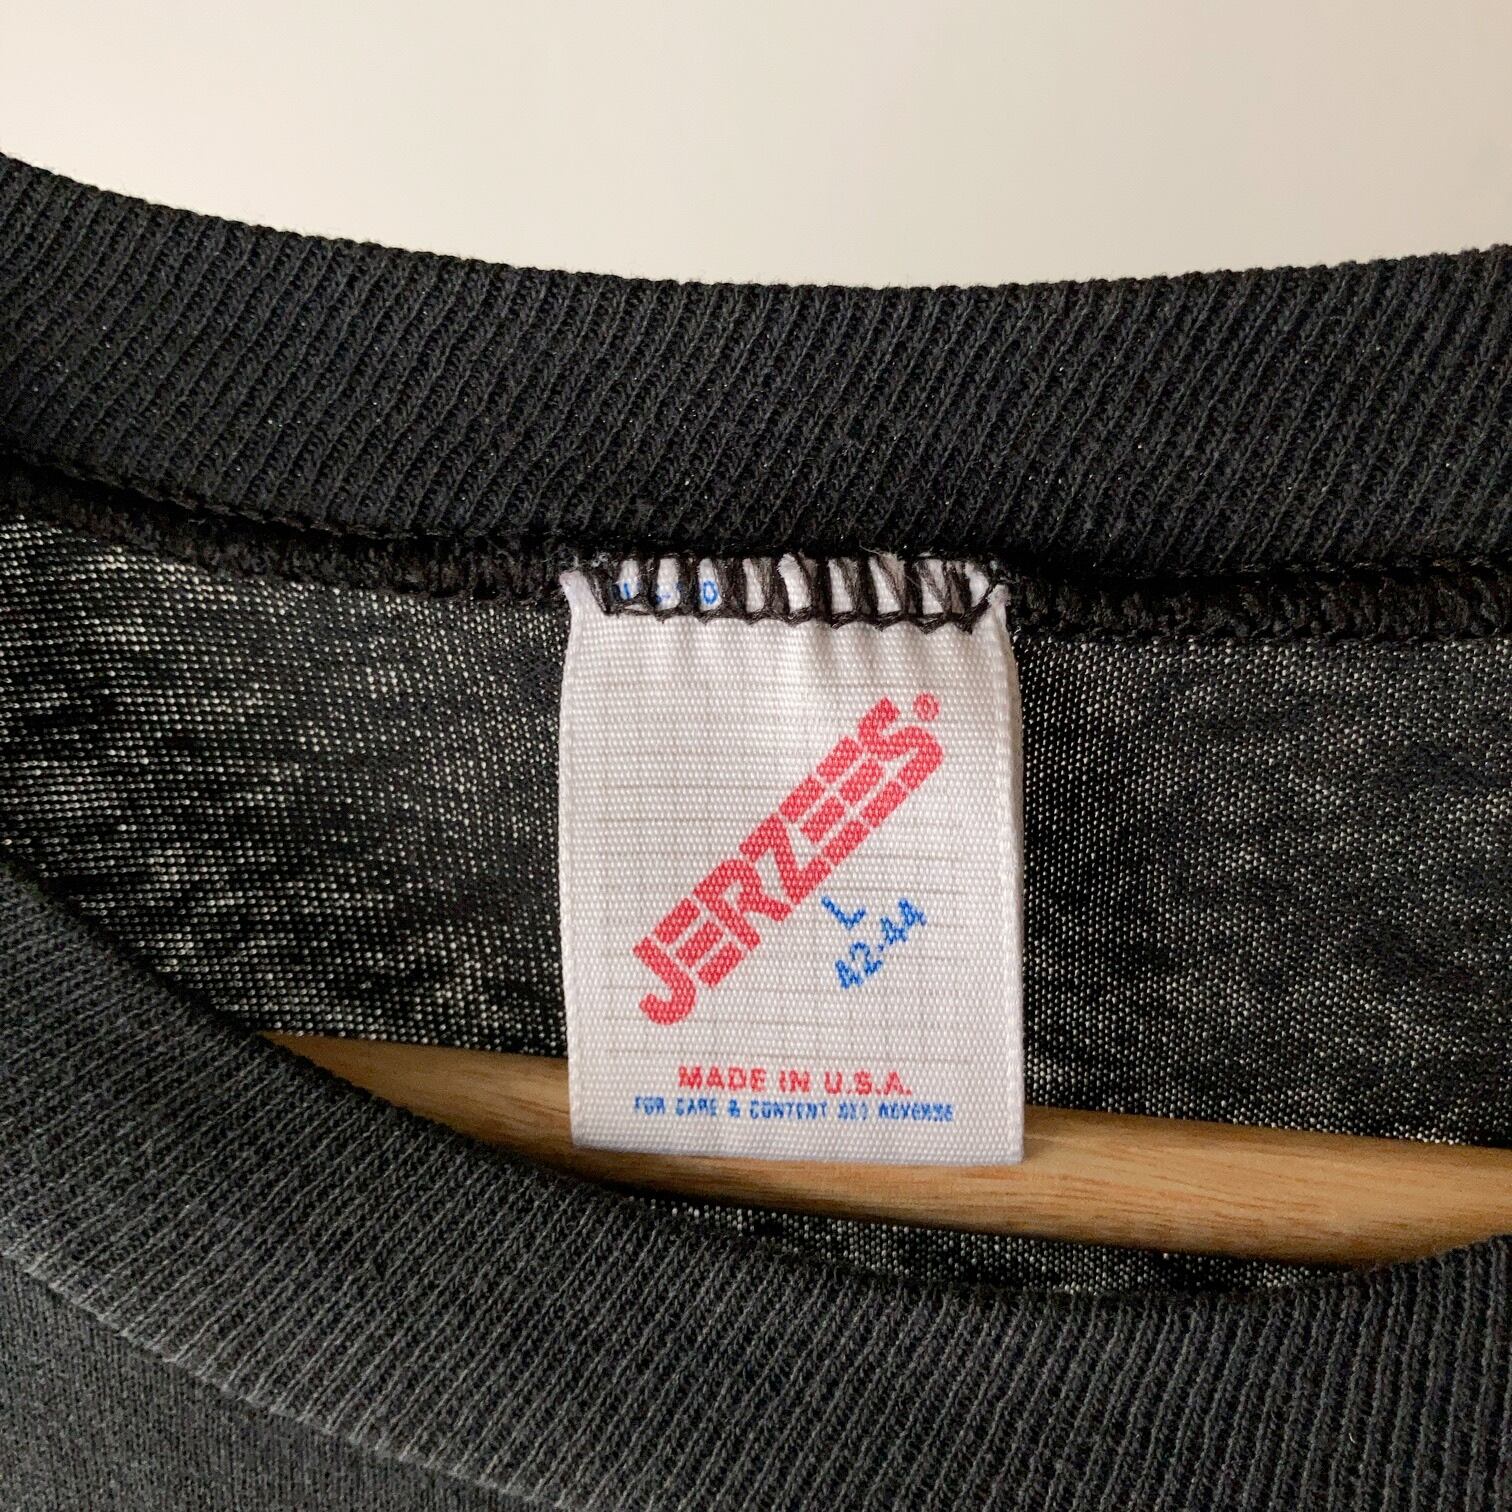 JERZEES®
L
42-44
MADE IN U.S.A.
FOR CARE & CONTENT SEE REVERSE